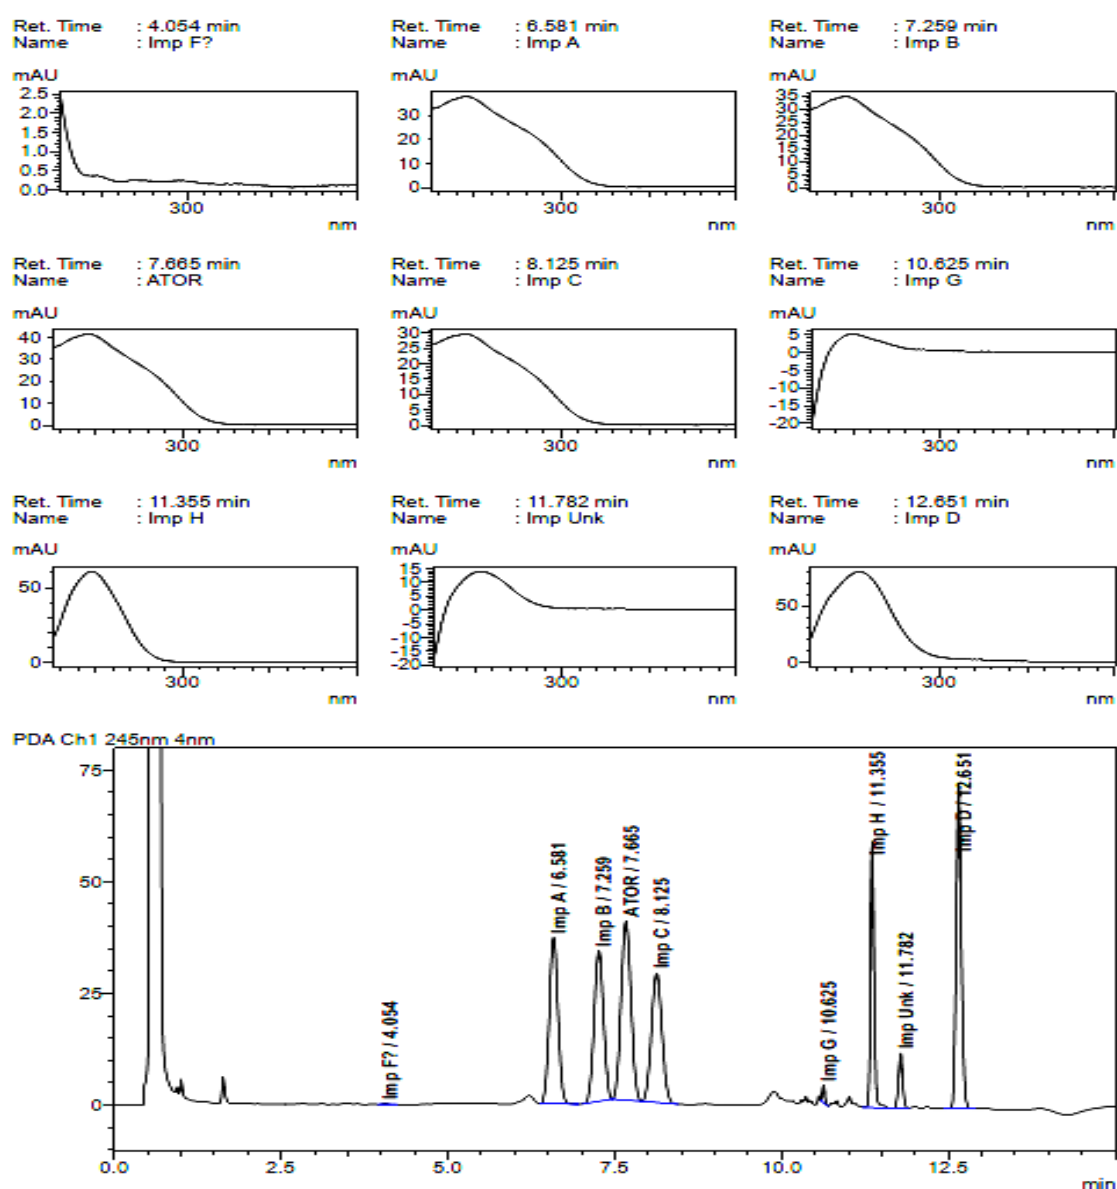 Ret. Time : 4.054 min
Name : Imp F?
mAU
2.5
2.0
1.5
1.0
0.5
0.0
300
nm
Ret. Time : 6.581 min
Name : Imp A
mAU
30
20
10
0
300
nm
Ret. Time : 7.259 min
Name : Imp B
mAU
35
30
25
20
15
10
5
0
300
nm
Ret. Time : 7.665 min
Name : ATOR
mAU
40
30
20
10
0
300
nm
Ret. Time : 8.125 min
Name : Imp C
mAU
30
25
20
15
10
5
0
300
nm
Ret. Time : 10.625 min
Name : Imp G
mAU
5
0
-5
-10
-15
-20
300
nm
Ret. Time : 11.355 min
Name : Imp H
mAU
50
0
300
nm
Ret. Time : 11.782 min
Name : Imp Unk
mAU
15
10
5
0
-5
-10
-15
-20
300
nm
Ret. Time : 12.651 min
Name : Imp D
mAU
50
0
300
nm
PDA Ch1 245nm 4nm
75
50
25
0
Imp F? / 4.054
Imp A / 6.581
Imp B / 7.259
ATOR / 7.665
Imp C / 8.125
Imp G / 10.625
Imp H / 11.355
Imp Unk / 11.782
Imp D / 12.651
0.0 2.5 5.0 7.5 10.0 12.5
min